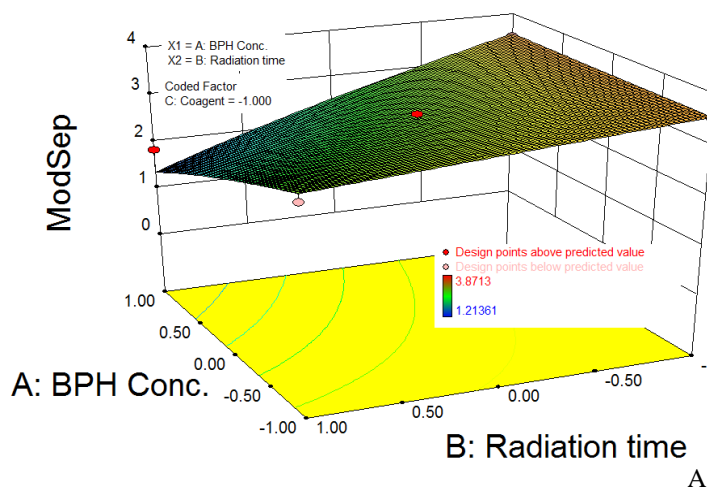 4
3
2
1
0
ModSep
X1 = A: BPH Conc.
X2 = B: Radiation time
Coded Factor
C: Coagent = -1.000
Design points above predicted value
Design points below predicted value
3.8713
1.21361
1.00
0.50
0.00
-0.50
-1.00
A: BPH Conc.
1.00
0.50
0.00
-0.50
-
B: Radiation time
A